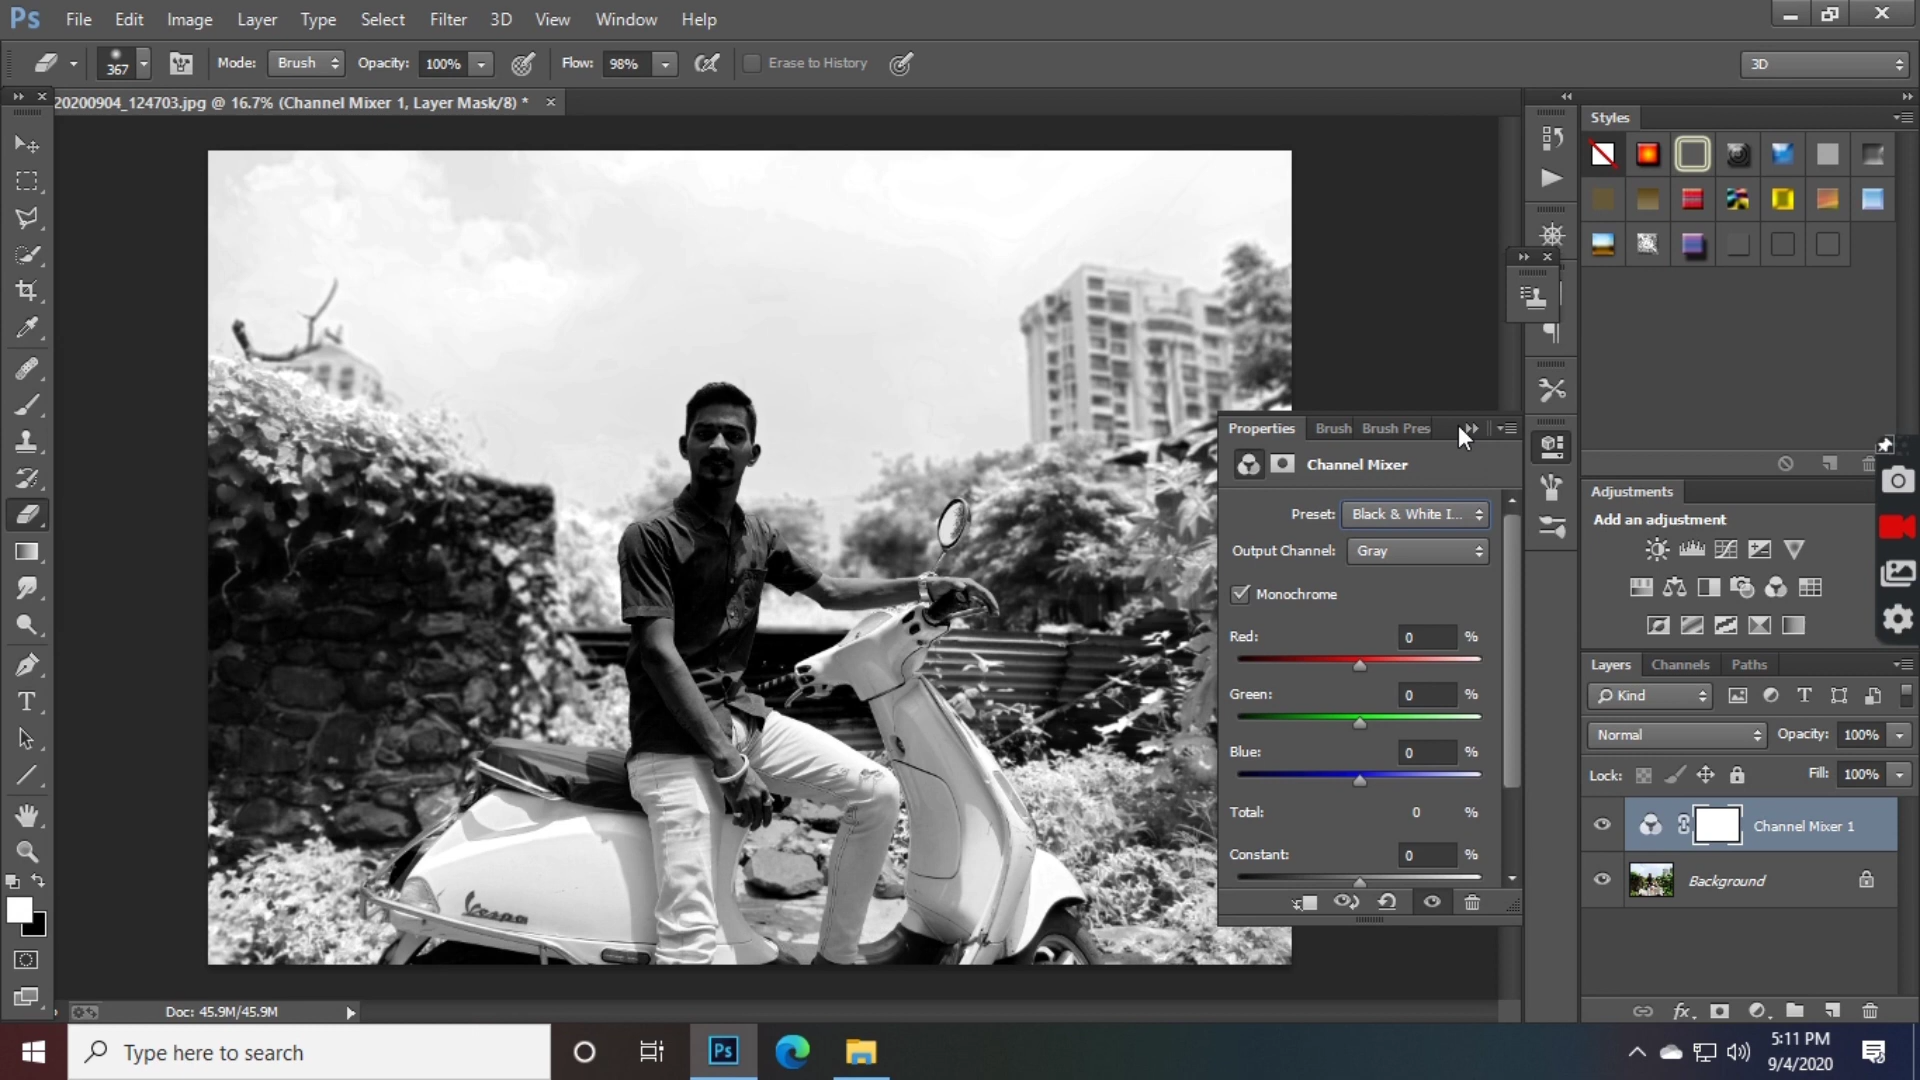 Ps File Edit Image Layer Type Select Filter 3D View Window Help
367 Mode: Brush Opacity: 100% Flow: 98% Erase to History 3D
20200904_124703.jpg @ 16.7% (Channel Mixer 1, Layer Mask/8) *
Styles
Properties Brush Brush Pres
Channel Mixer
Preset: Black & White I...
Output Channel: Gray
Monochrome
Red: 0 %
Green: 0 %
Blue: 0 %
Total: 0 %
Constant: 0 %
Adjustments
Add an adjustment
Layers Channels Paths
Kind
Normal Opacity: 100%
Lock: Fill: 100%
Channel Mixer 1
Background
Vespa
Doc: 45.9M/45.9M
Type here to search
Ps
5:11 PM
9/4/2020